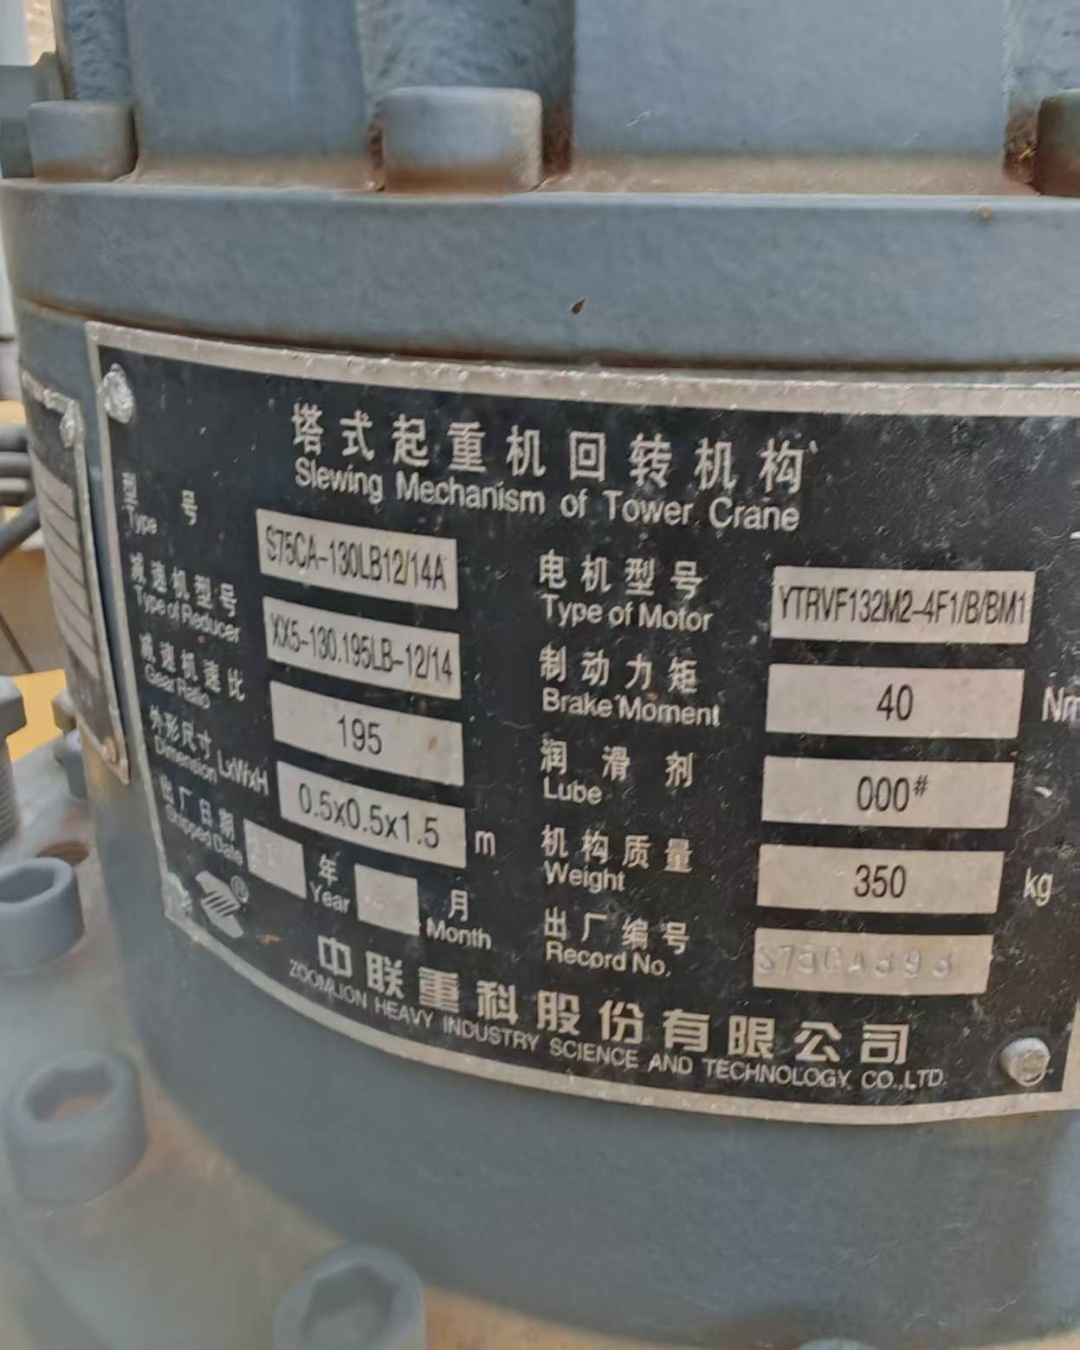 塔式起重机回转机构
Slewing Mechanism of Tower Crane
型 号 S75CA-130LB12/14A
Type
减速机型号 XX5-130.195LB-12/14
Type of Reducer
减速机速比 195
Gear Ratio
外形尺寸 LxWxH 0.5x0.5x1.5 m
Dimension
出厂日期 年 月
Shipped Date Year Month
电机型号 YTRVF132M2-4F1/B/BM1
Type of Motor
制动力矩 40 Nm
Brake Moment
润滑剂 000#
Lube
机构质量 350 kg
Weight
出厂编号
Record No.
®
中联重科股份有限公司
ZOOMLION HEAVY INDUSTRY SCIENCE AND TECHNOLOGY CO.,LTD.